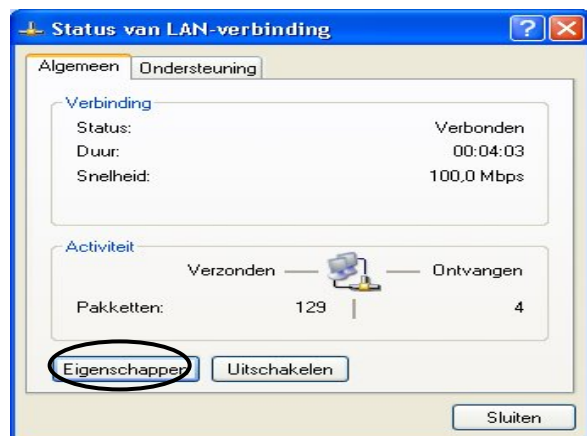 Status van LAN-verbinding
Algemeen Ondersteuning
Verbinding
Status: Verbonden
Duur: 00:04:03
Snelheid: 100,0 Mbps
Activiteit
Verzonden Ontvangen
Pakketten: 129 4
Eigenschappen Uitschakelen
Sluiten